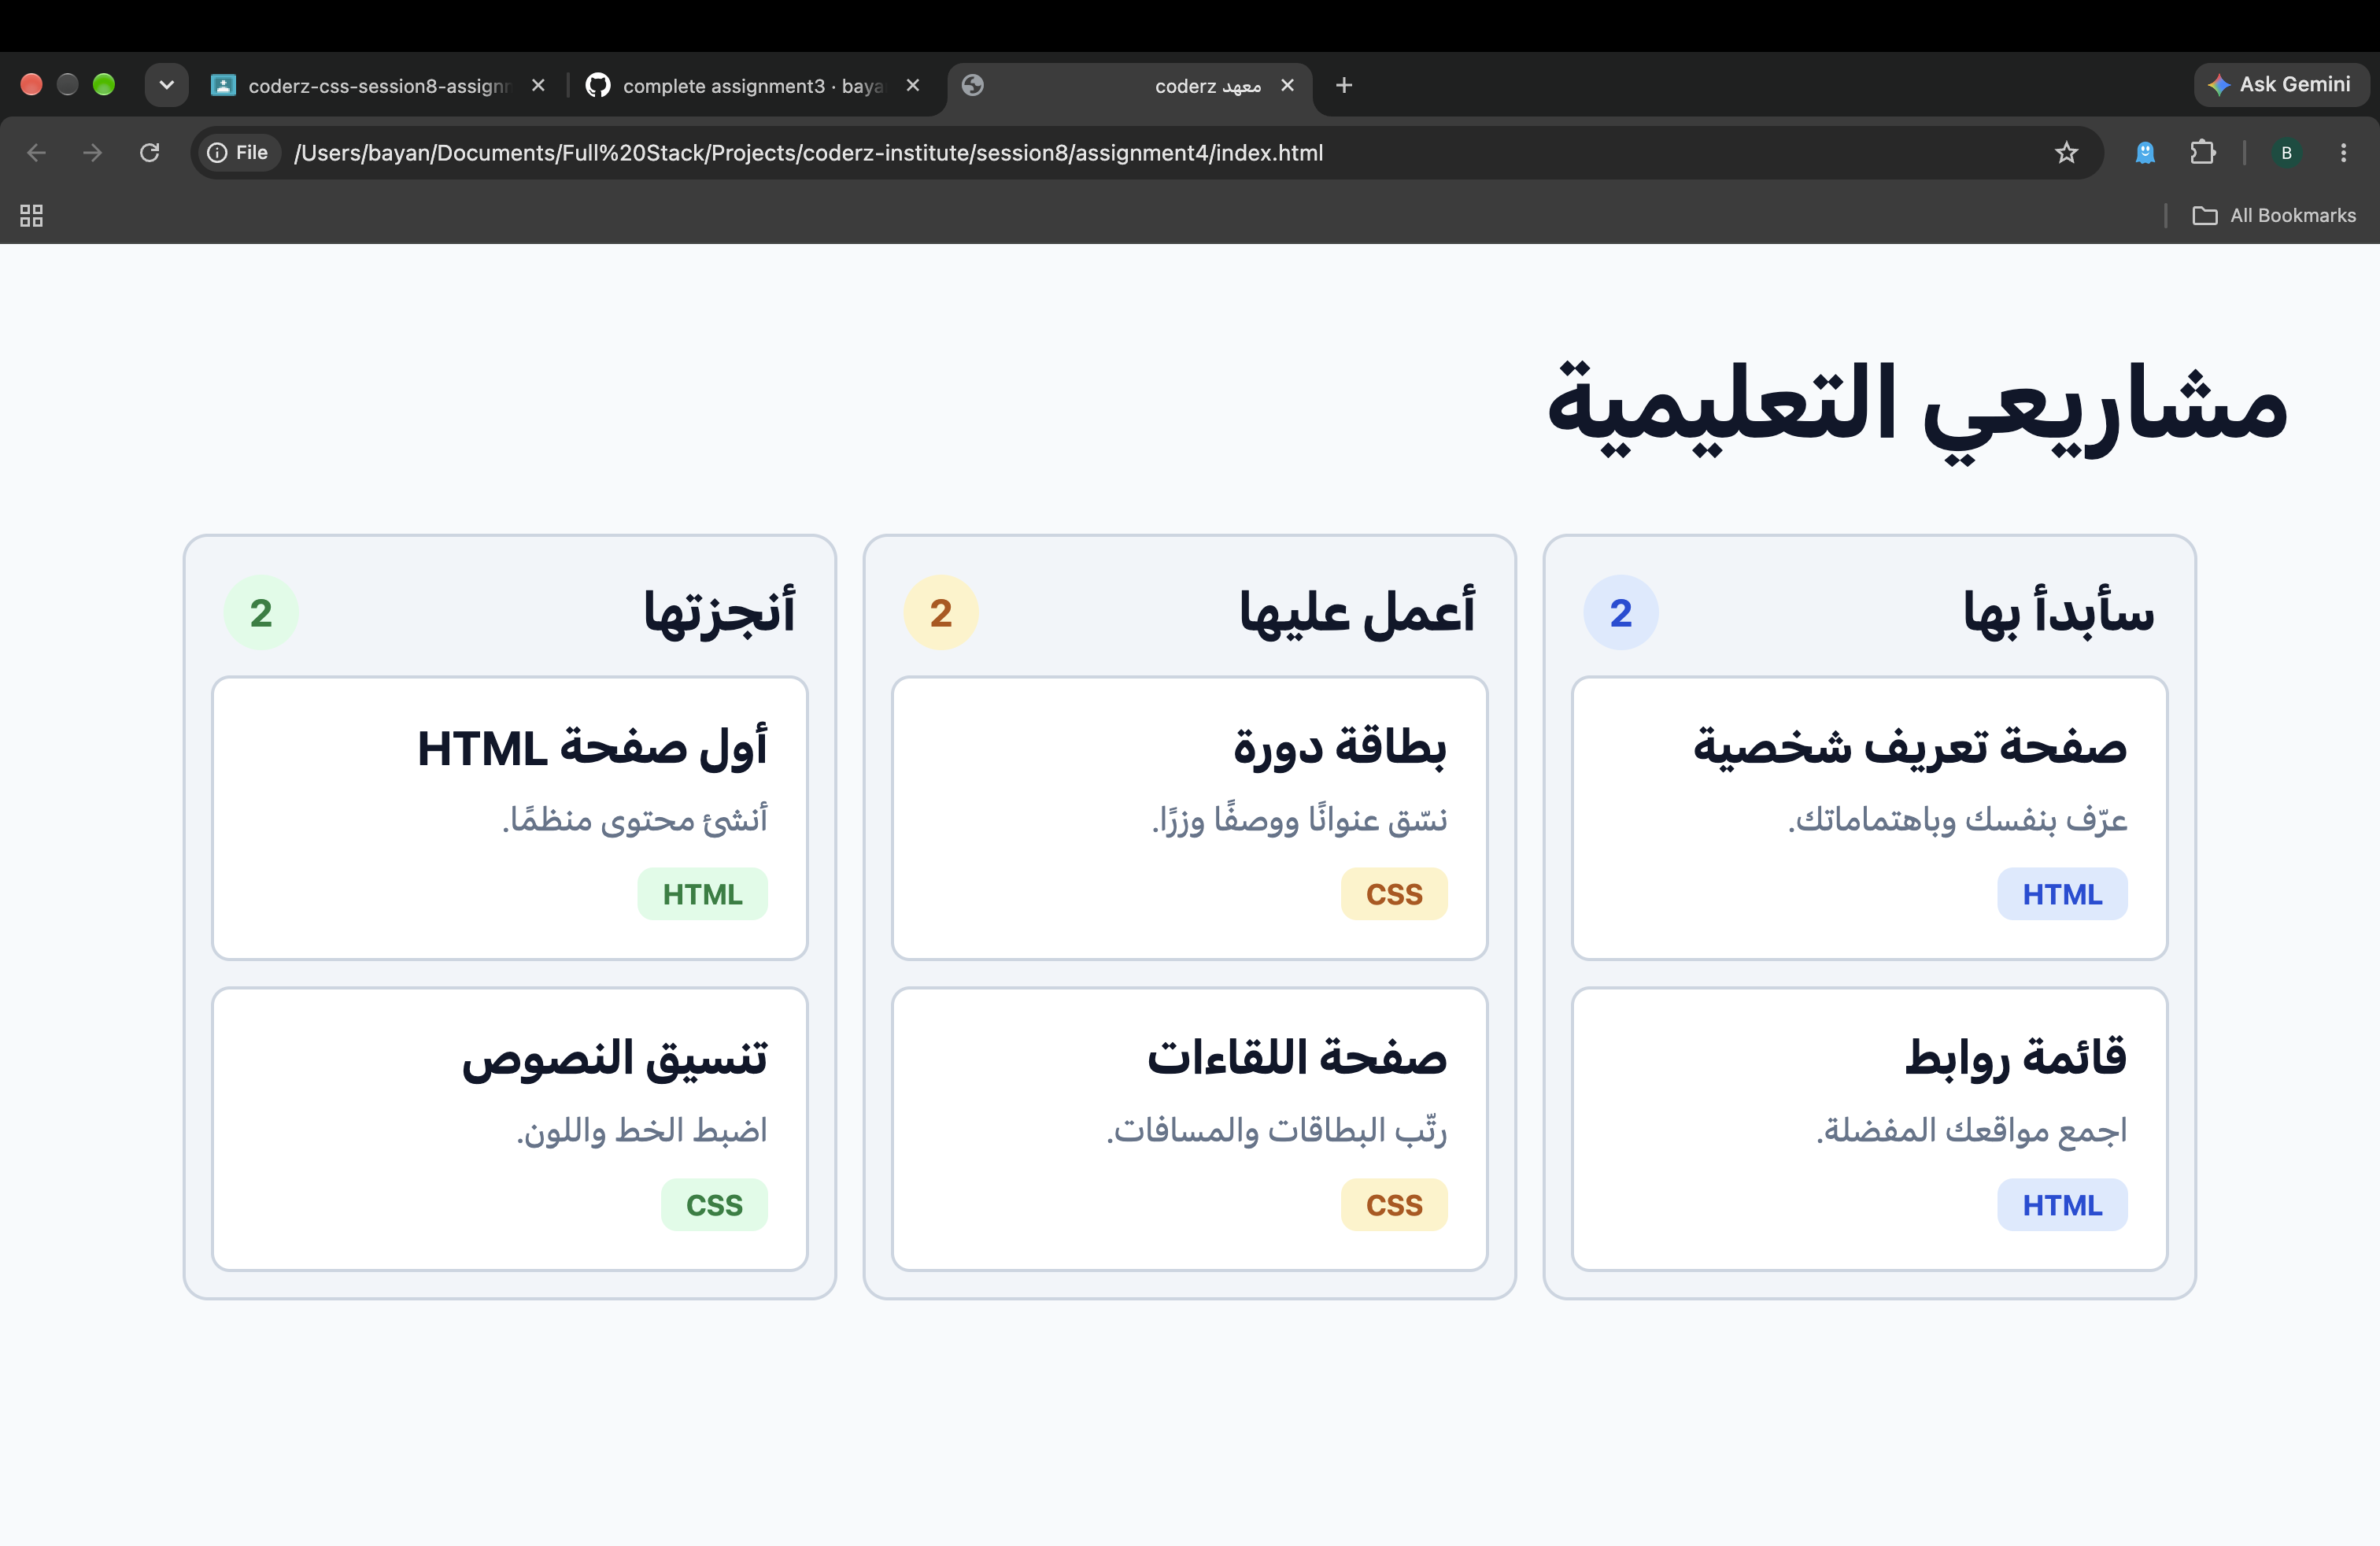 coderz-css-session8-assignm
complete assignment3 · baya
معهد coderz
Ask Gemini
File
/Users/bayan/Documents/Full%20Stack/Projects/coderz-institute/session8/assignment4/index.html
B
All Bookmarks
مشاريعي التعليمية
سأبدأ بها
2
صفحة تعريف شخصية
عرّف بنفسك وباهتماماتك.
HTML
قائمة روابط
اجمع مواقعك المفضلة.
HTML
أعمل عليها
2
بطاقة دورة
نسّق عنوانًا ووصفًا وزرًا.
CSS
صفحة اللقاءات
رتّب البطاقات والمسافات.
CSS
أنجزتها
2
أول صفحة HTML
أنشئ محتوى منظمًا.
HTML
تنسيق النصوص
اضبط الخط واللون.
CSS